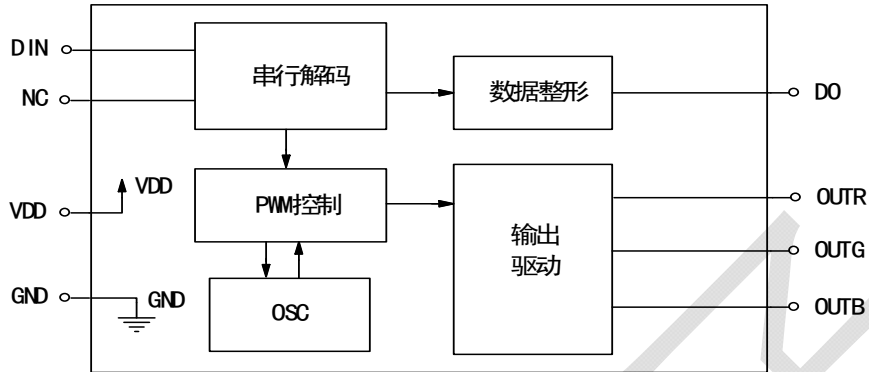 DIN
NC
VDD
VDD
GND
GND
串行解码
数据整形
PWM控制
OSC
输出
驱动
DO
OUTR
OUTG
OUTB